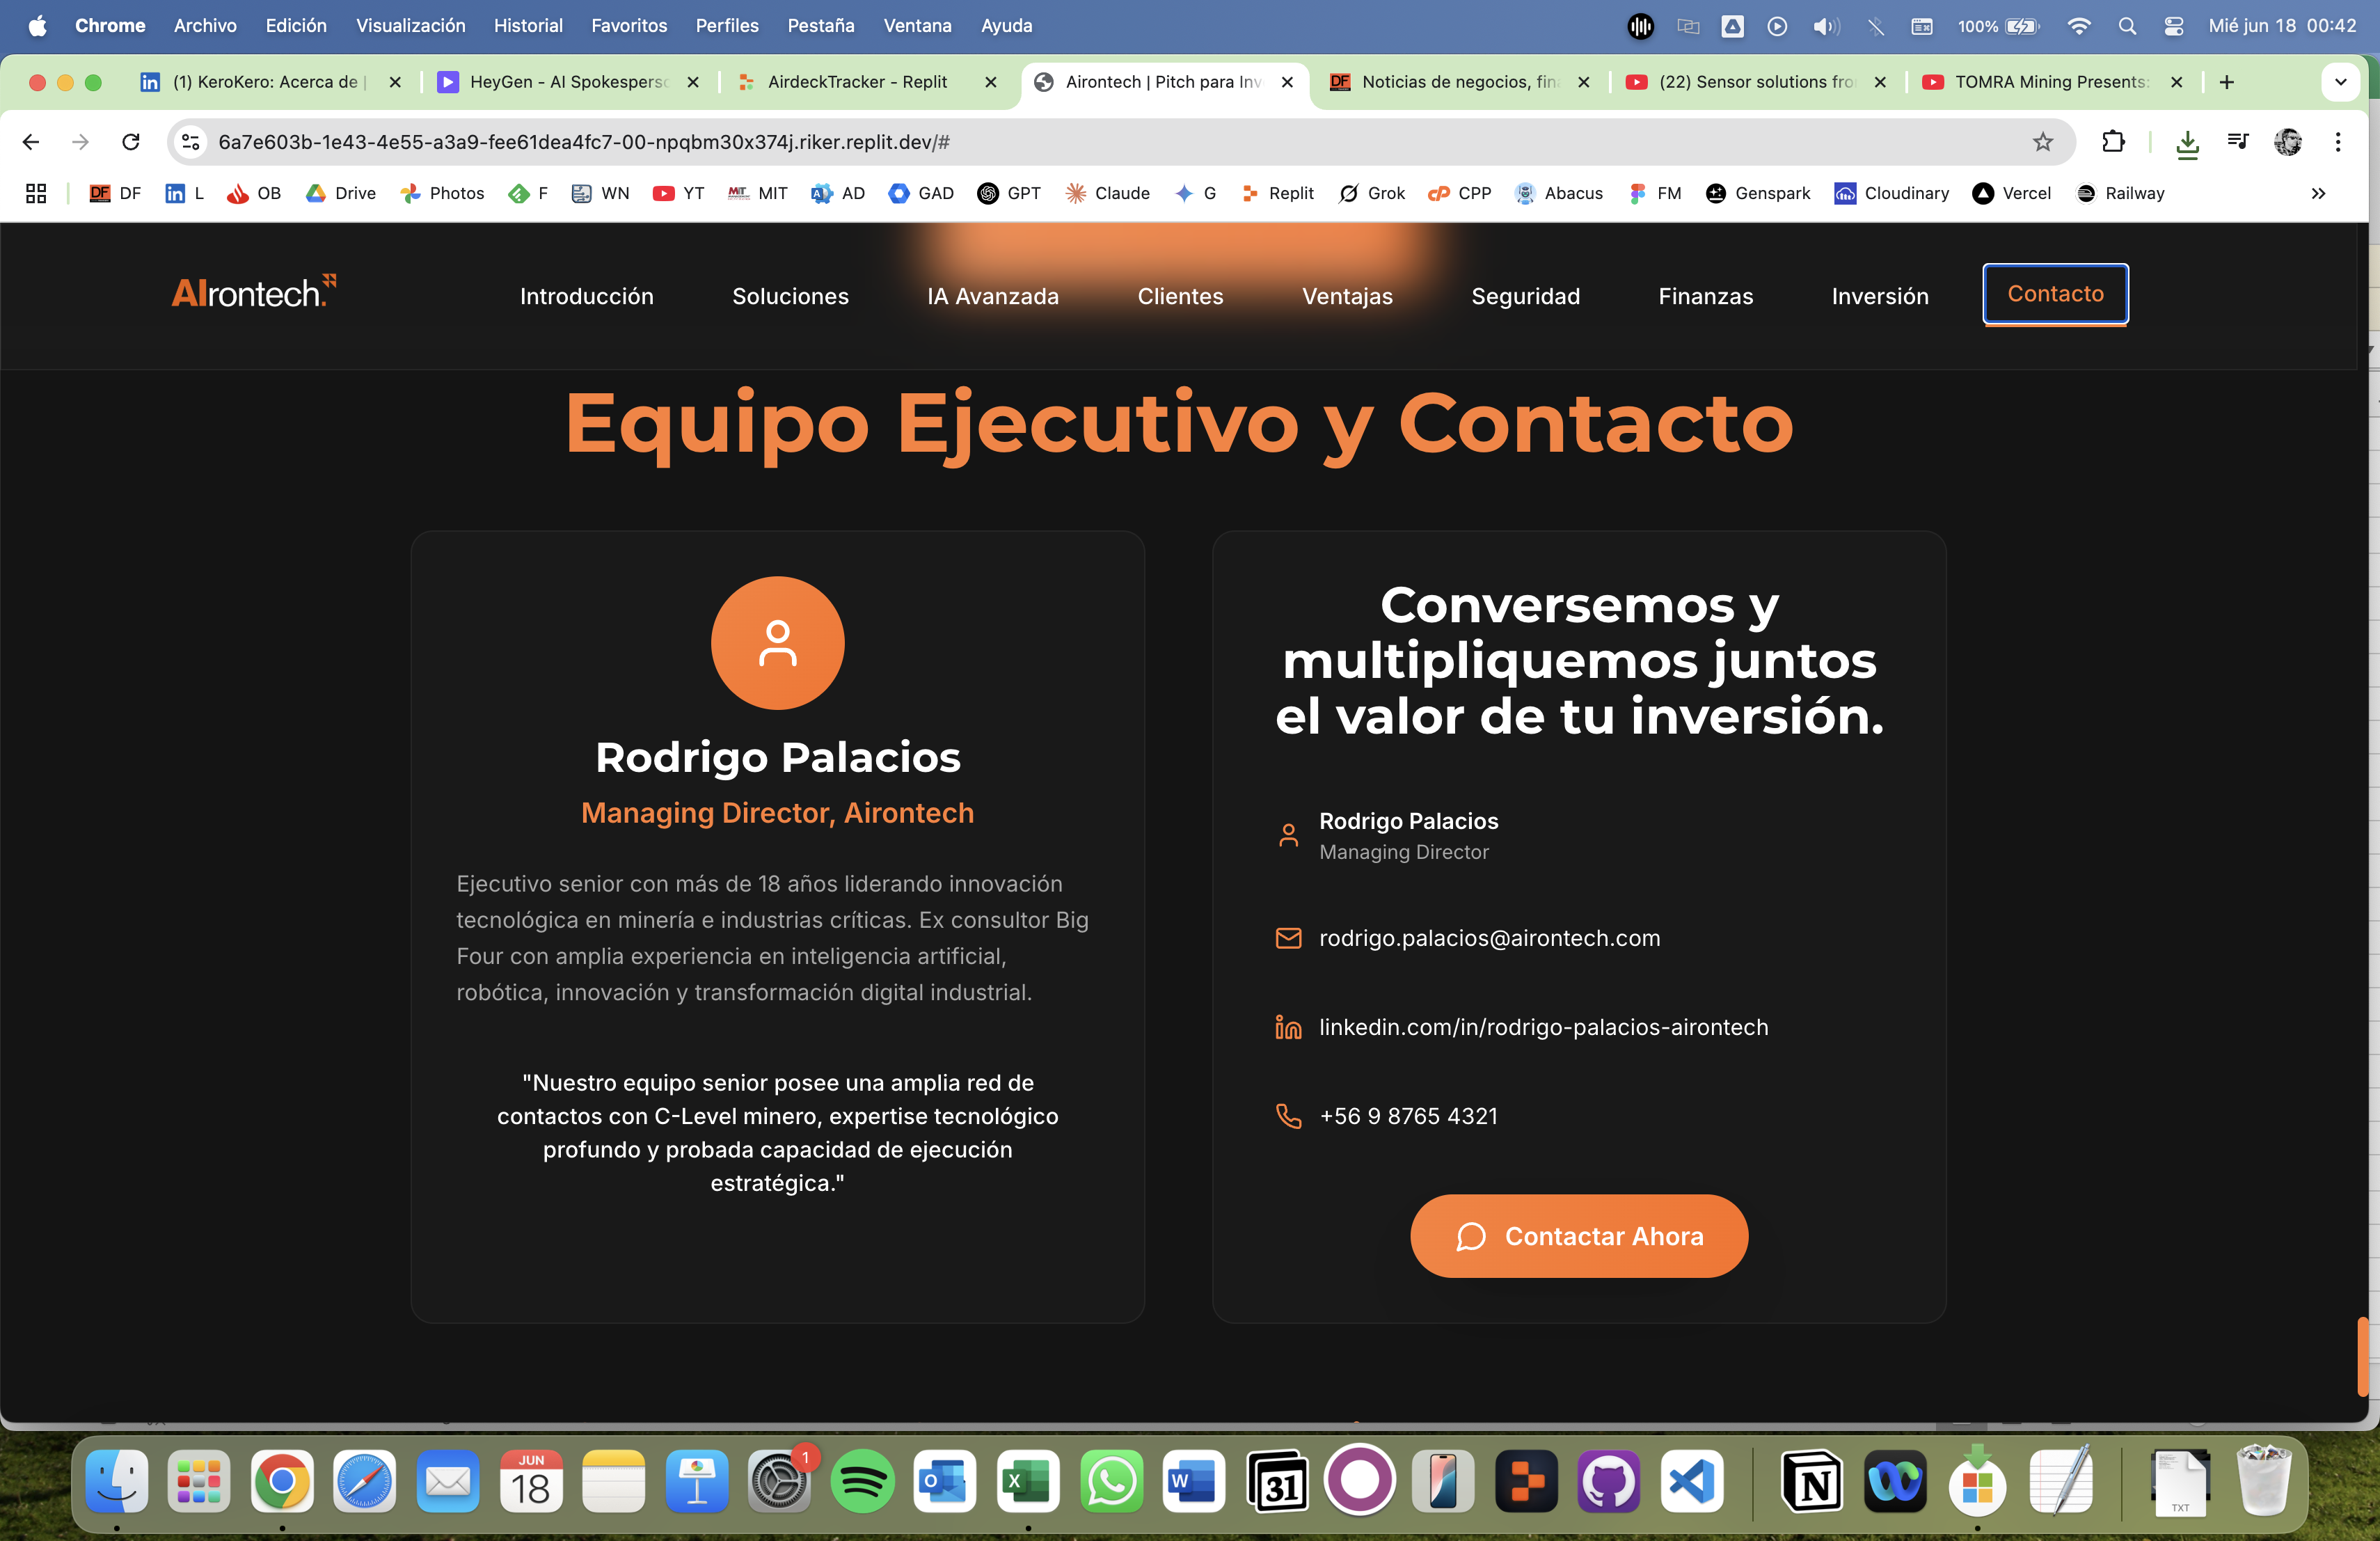 Chrome Archivo Edición Visualización Historial Favoritos Perfiles Pestaña Ventana Ayuda 100% Mié jun 18 00:42
(1) KeroKero: Acerca de | HeyGen - AI Spokesperso AirdeckTracker - Replit Airontech | Pitch para Inv Noticias de negocios, fina (22) Sensor solutions fro TOMRA Mining Presents:
6a7e603b-1e43-4e55-a3a9-fee61dea4fc7-00-npqbm30x374j.riker.replit.dev/#
DF DF L OB Drive Photos F WN YT MIT AD GAD GPT Claude G Replit Grok CPP Abacus FM Genspark Cloudinary Vercel Railway
AIrontech. Introducción Soluciones IA Avanzada Clientes Ventajas Seguridad Finanzas Inversión Contacto
Equipo Ejecutivo y Contacto
Rodrigo Palacios
Managing Director, Airontech
Ejecutivo senior con más de 18 años liderando innovación
tecnológica en minería e industrias críticas. Ex consultor Big
Four con amplia experiencia en inteligencia artificial,
robótica, innovación y transformación digital industrial.
"Nuestro equipo senior posee una amplia red de
contactos con C-Level minero, expertise tecnológico
profundo y probada capacidad de ejecución
estratégica."
Conversemos y
multipliquemos juntos
el valor de tu inversión.
Rodrigo Palacios
Managing Director
rodrigo.palacios@airontech.com
linkedin.com/in/rodrigo-palacios-airontech
+56 9 8765 4321
Contactar Ahora
JUN
18
1
31
TXT